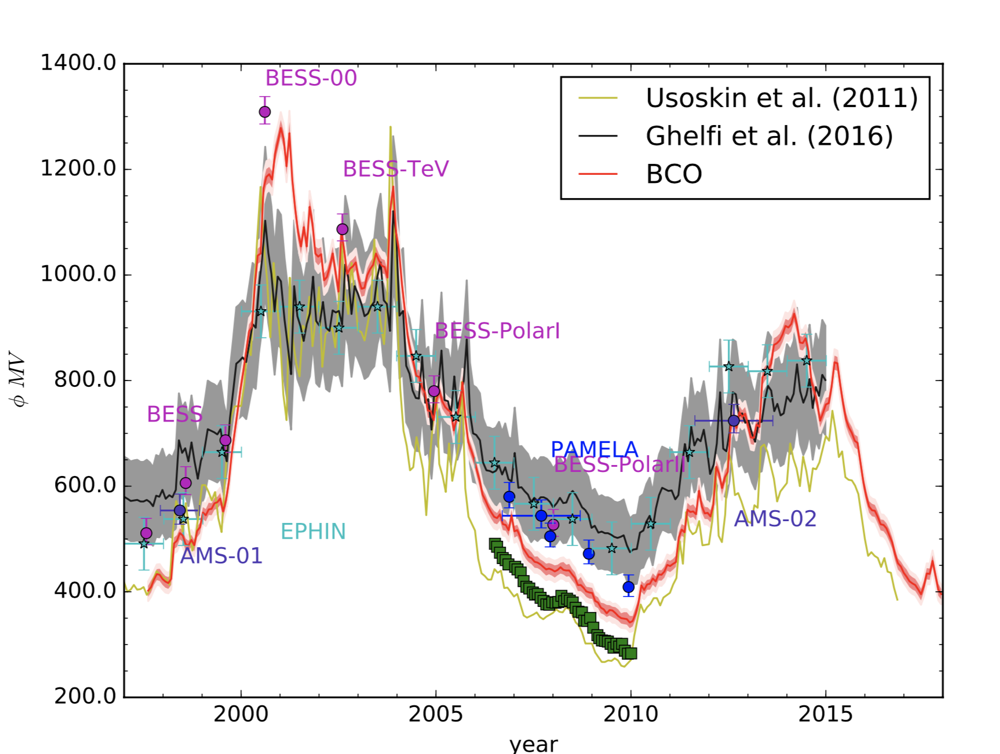 1400.0
1200.0
1000.0
800.0
600.0
400.0
200.0
ϕ MV
BESS-00
BESS-TeV
BESS-PolarI
BESS
PAMELA
BESS-PolarII
AMS-02
EPHIN
AMS-01
Usoskin et al. (2011)
Ghelfi et al. (2016)
BCO
2000
2005
2010
2015
year